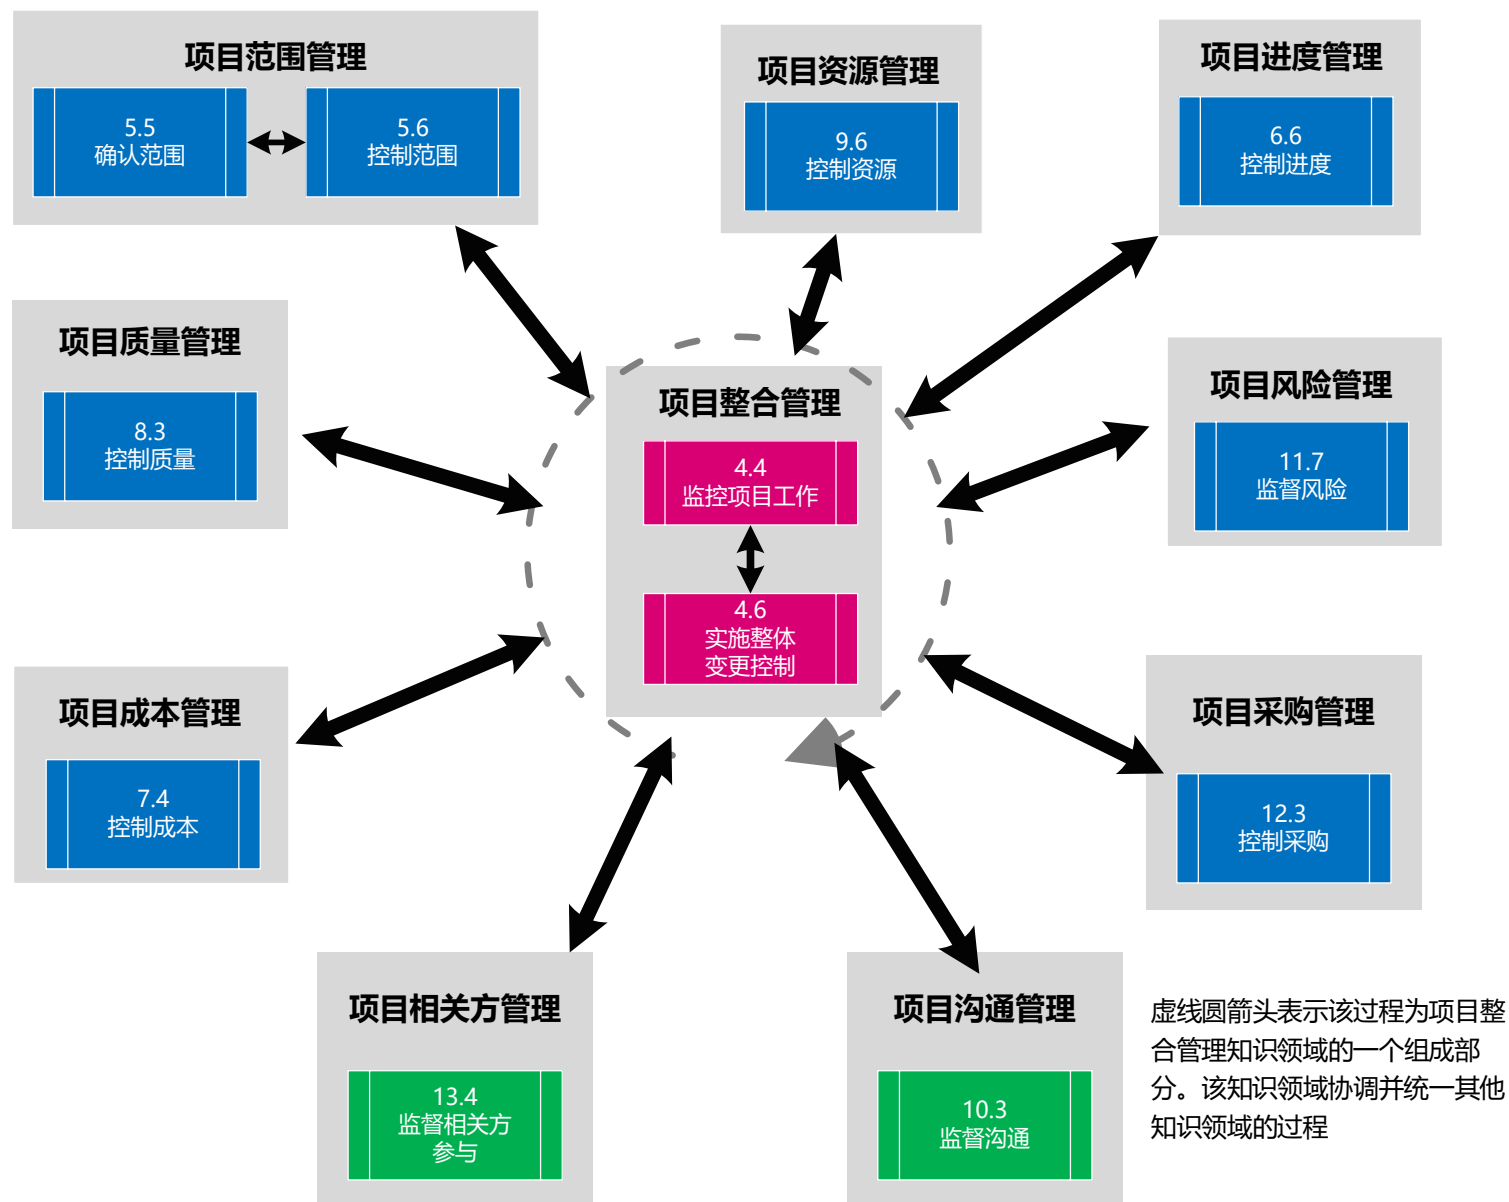 项目范围管理
5.5
确认范围
5.6
控制范围
项目资源管理
9.6
控制资源
项目进度管理
6.6
控制进度
项目质量管理
8.3
控制质量
项目整合管理
4.4
监控项目工作
4.6
实施整体
变更控制
项目风险管理
11.7
监督风险
项目成本管理
7.4
控制成本
项目采购管理
12.3
控制采购
项目相关方管理
13.4
监督相关方
参与
项目沟通管理
10.3
监督沟通
虚线圆箭头表示该过程为项目整
合管理知识领域的一个组成部
分。该知识领域协调并统一其他
知识领域的过程